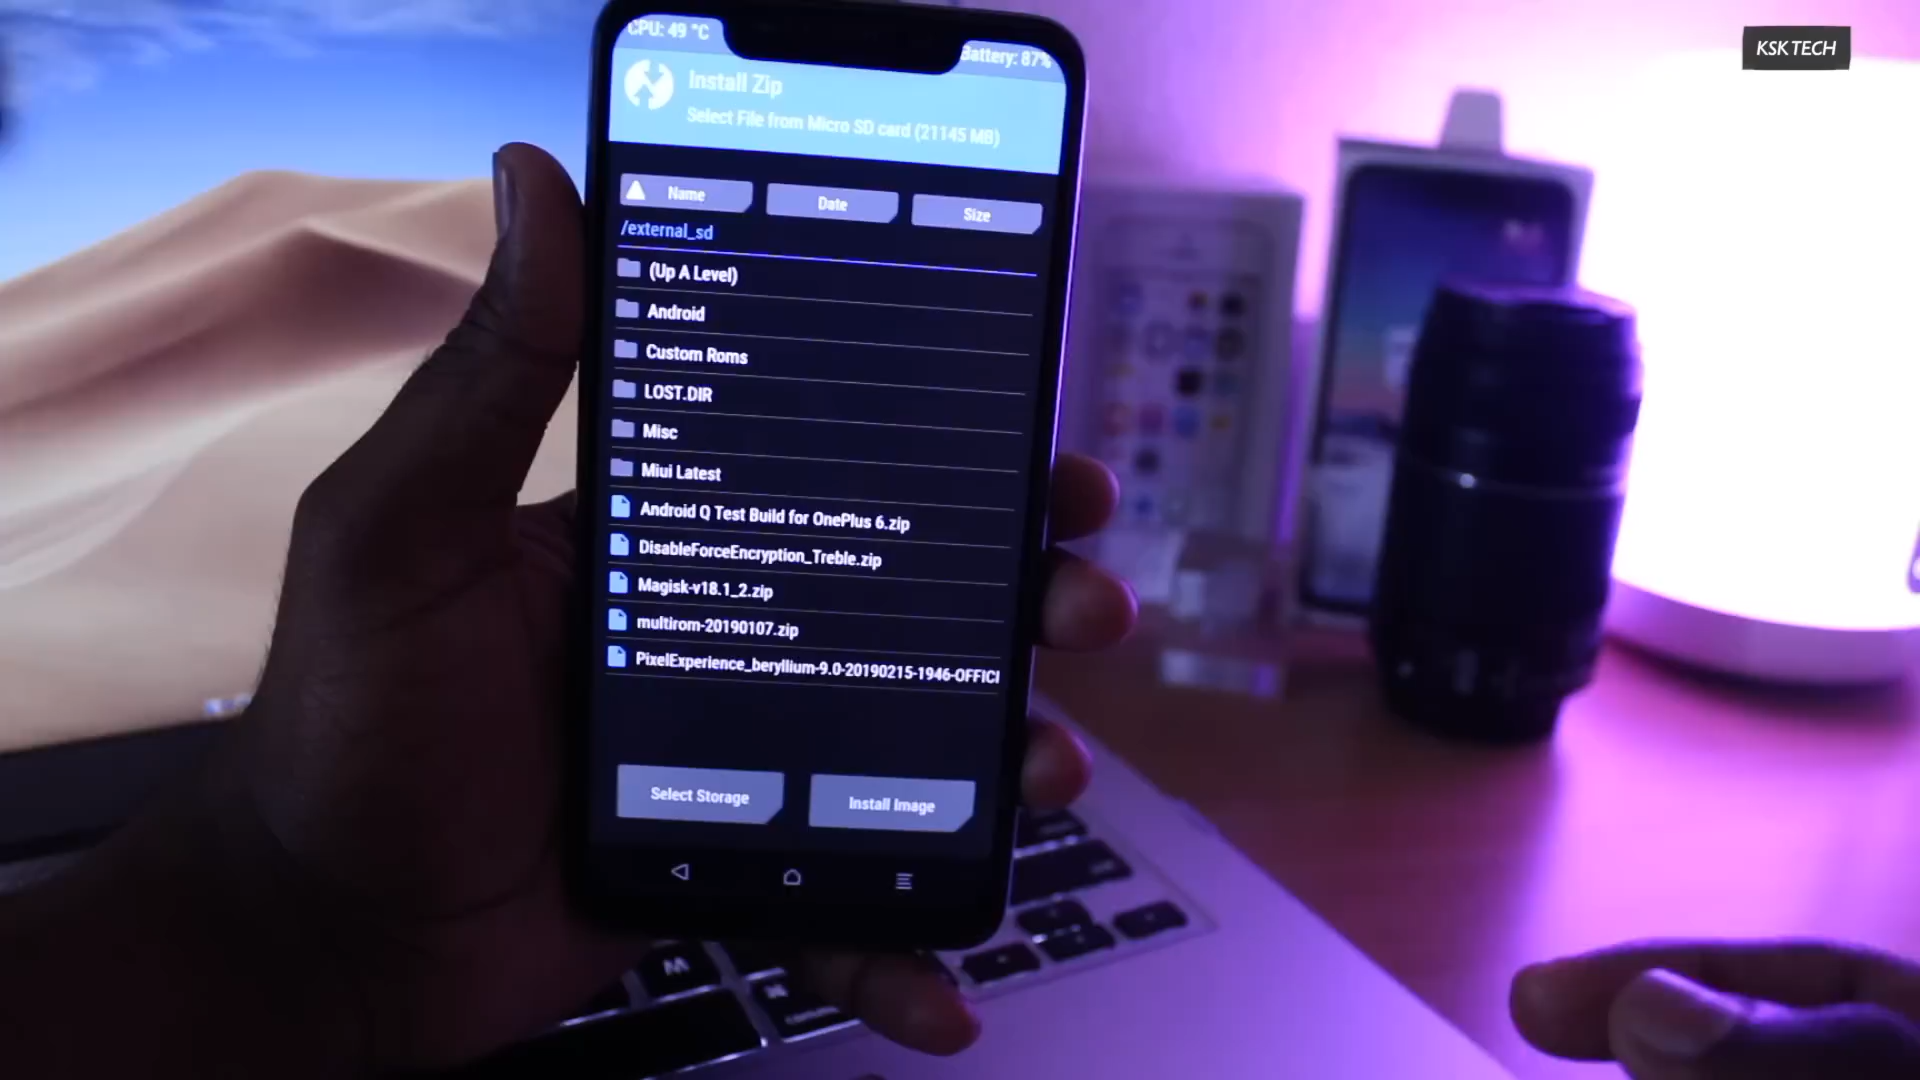 KSK TECH
CPU: 49 °C
Battery: 87%
Install Zip
Select File from Micro SD card (21145 MB)
Name
Date
Size
/external_sd
(Up A Level)
Android
Custom Roms
LOST.DIR
Misc
Miui Latest
Android Q Test Build for OnePlus 6.zip
DisableForceEncryption_Treble.zip
Magisk-v18.1_2.zip
multirom-20190107.zip
PixelExperience_beryllium-9.0-20190215-1946-OFFICI
Select Storage
Install Image